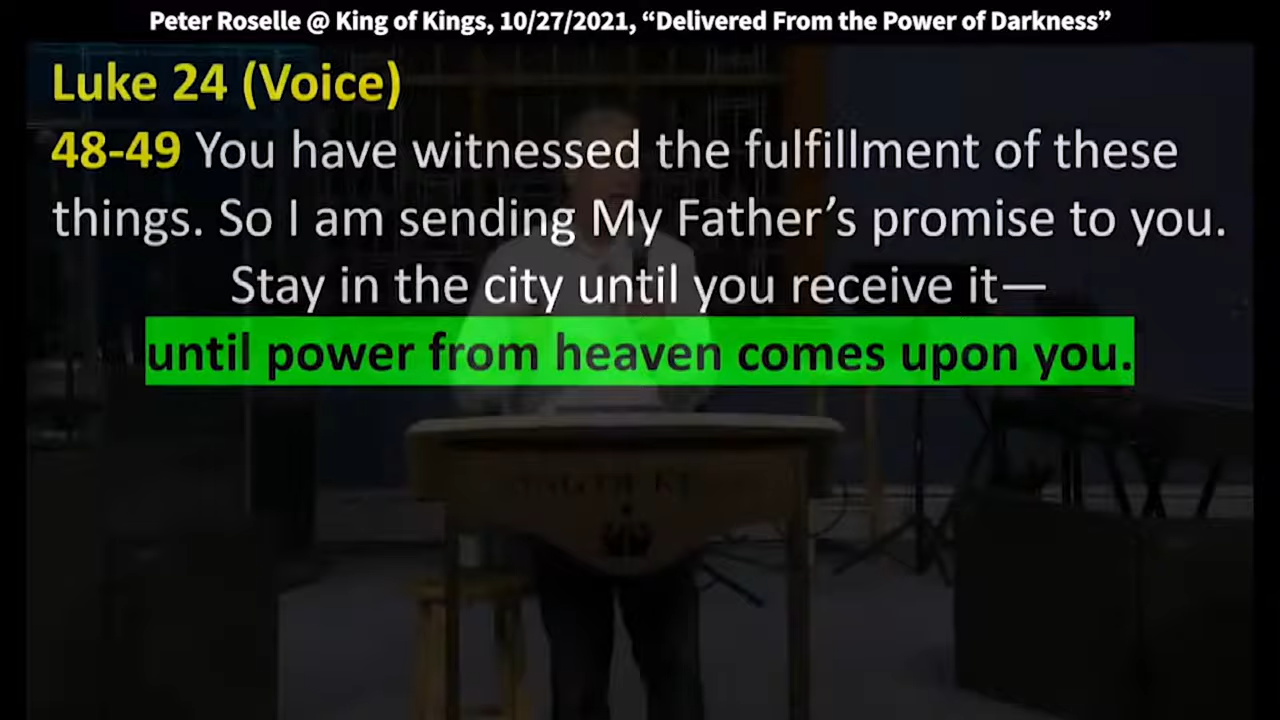 Peter Roselle @ King of Kings, 10/27/2021, “Delivered From the Power of Darkness”
Luke 24 (Voice)
48-49 You have witnessed the fulfillment of these
things. So I am sending My Father’s promise to you.
Stay in the city until you receive it—
until power from heaven comes upon you.